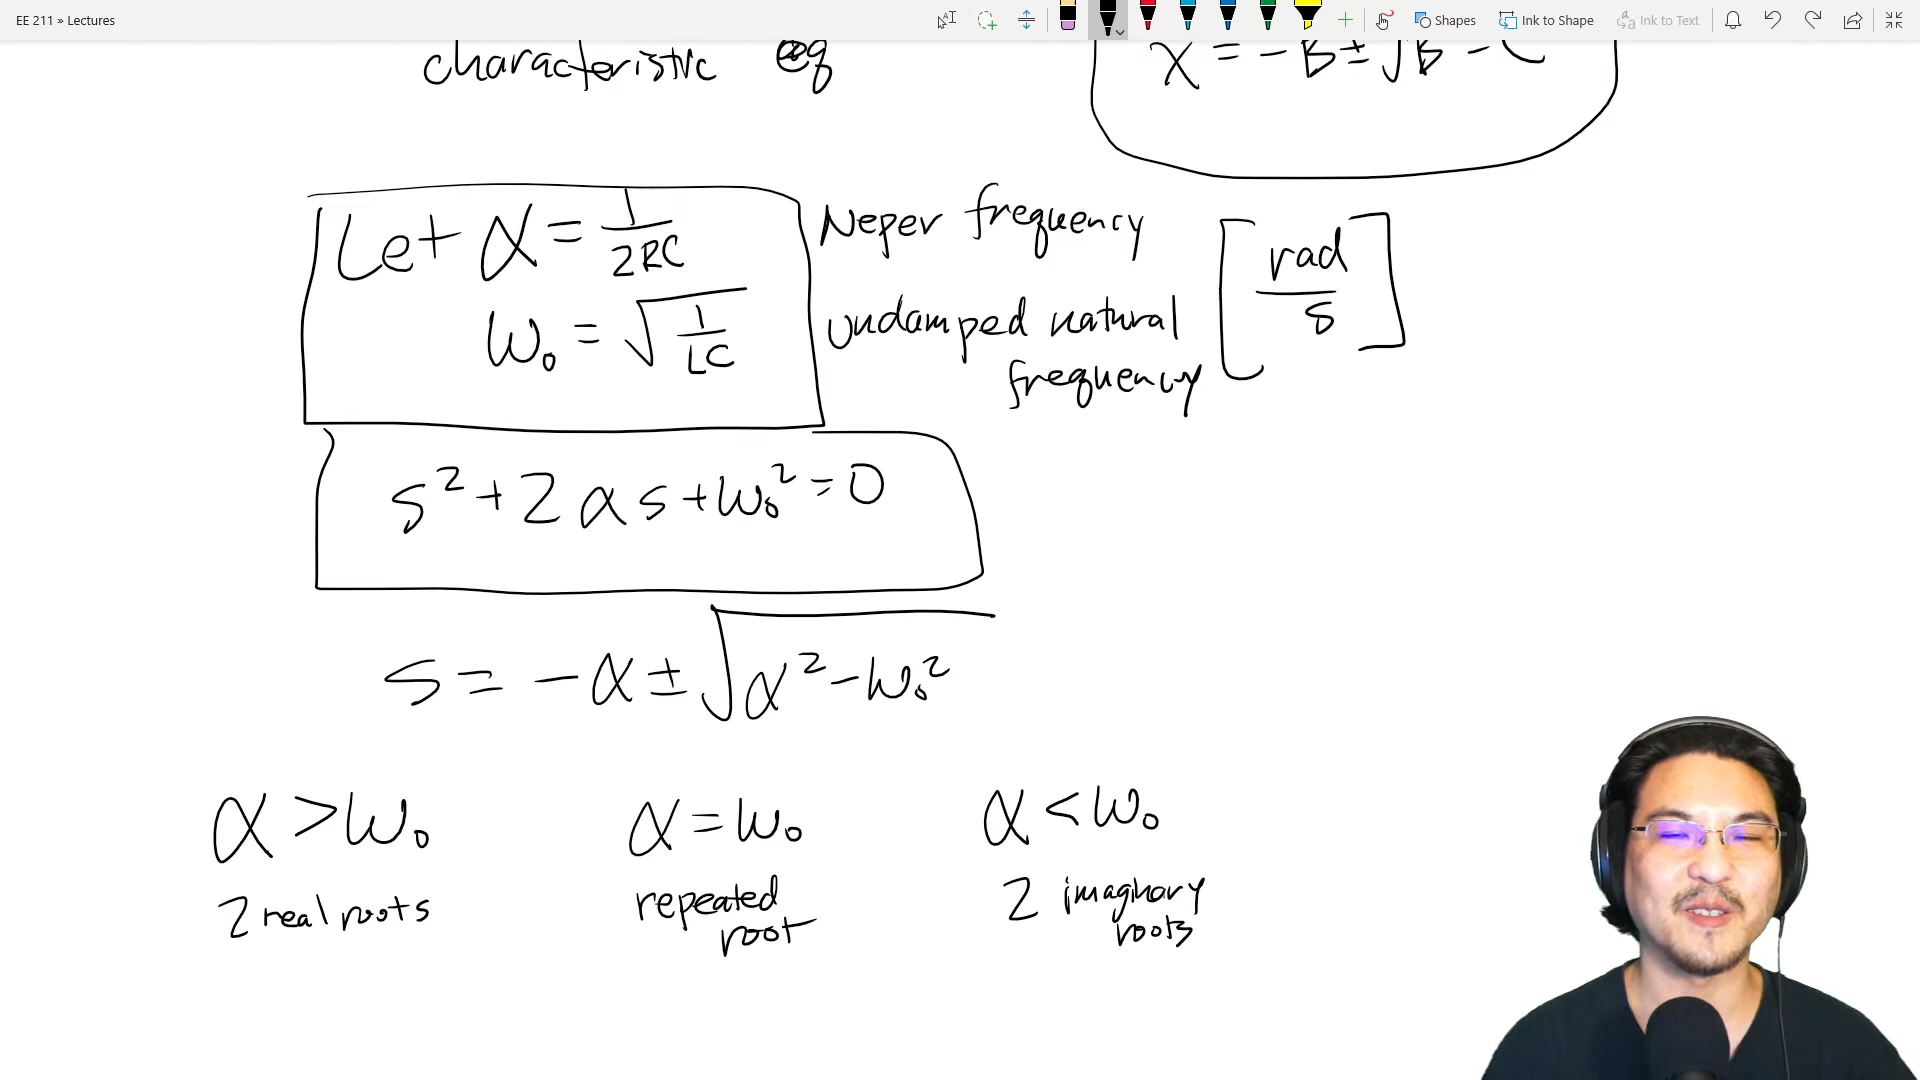 EE 211 » Lectures
Shapes
Ink to Shape
Ink to Text
characteristic eq
x = -B ± √B² - C
Let α = 1/2RC
Neper frequency
[rad/s]
ω₀ = √1/LC
undamped natural
frequency
s² + 2αs + ω₀² = 0
s = -α ± √α² - ω₀²
α > ω₀
2 real roots
α = ω₀
repeated
root
α < ω₀
2 imaginary
roots